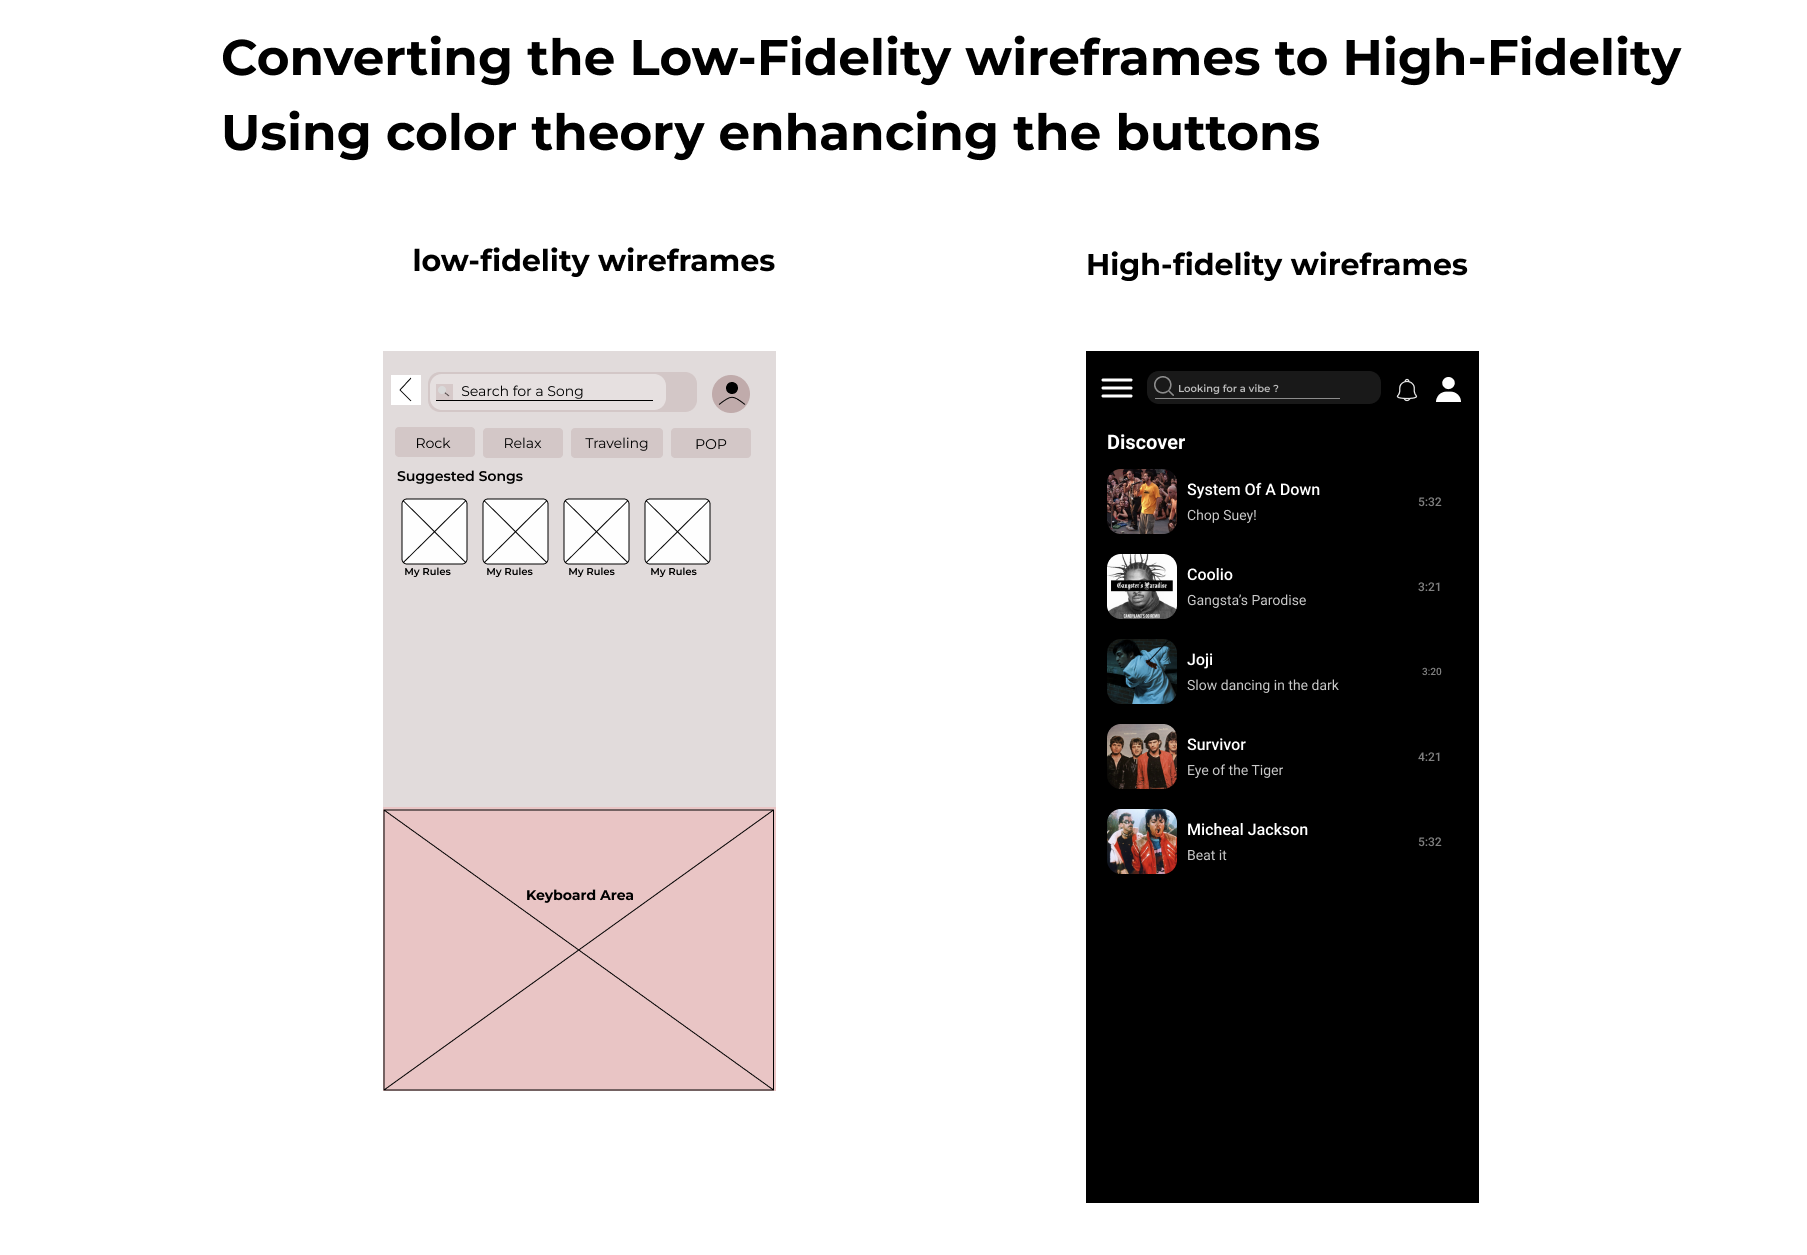 Converting the Low-Fidelity wireframes to High-Fidelity
Using color theory enhancing the buttons
low-fidelity wireframes
Search for a Song
Rock
Relax
Traveling
POP
Suggested Songs
My Rules
My Rules
My Rules
My Rules
Keyboard Area
High-fidelity wireframes
Looking for a vibe ?
Discover
System Of A Down
Chop Suey!
5:32
Coolio
Gangsta’s Parodise
3:21
Gangsta's Paradise
Joji
Slow dancing in the dark
3:20
Survivor
Eye of the Tiger
4:21
Micheal Jackson
Beat it
5:32